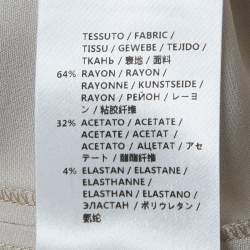 TESSUTO / FABRIC /
TISSU / GEWEBE / TEJIDO /
ТКАНЬ / 裏地 / 面料
64% RAYON / RAYON /
RAYONNE / KUNSTSEIDE /
RAYON / РЕЙОН / レーヨ
ン / 粘胶纤维
32% ACETATO / ACETATE /
ACETATE / ACETAT /
ACETATO / АЦЕТАТ / アセ
テート / 醋酯纤维
4% ELASTAN / ELASTANE /
ELASTHANNE /
ELASTHAN / ELASTANO /
ЭЛАСТАН / ポリウレタン /
氨纶